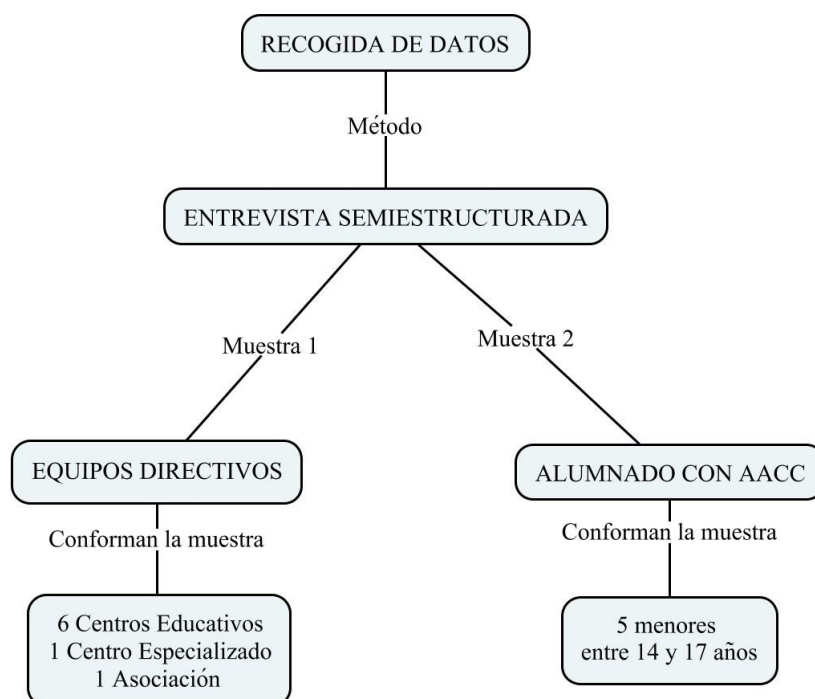 RECOGIDA DE DATOS
Método
ENTREVISTA SEMIESTRUCTURADA
Muestra 1
Muestra 2
EQUIPOS DIRECTIVOS
ALUMNADO CON AACC
Conforman la muestra
Conforman la muestra
6 Centros Educativos
1 Centro Especializado
1 Asociación
5 menores
entre 14 y 17 años